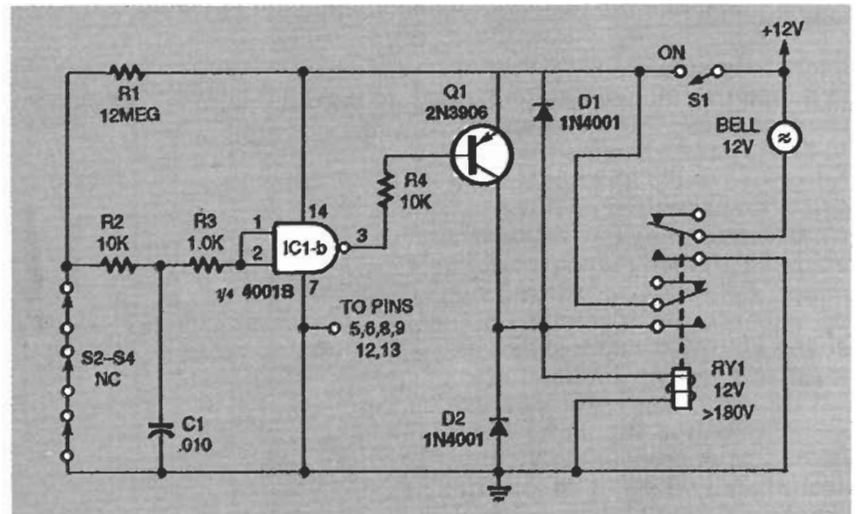 +12V
ON
S1
R1
12MEG
Q1
2N3906
D1
1N4001
BELL
12V
R4
10K
R2
10K
R3
1.0K
1
2
14
IC1-b
3
7
1/4 4001B
TO PINS
5,6,8,9
12,13
S2–S4
NC
C1
.010
D2
1N4001
RY1
12V
>180V